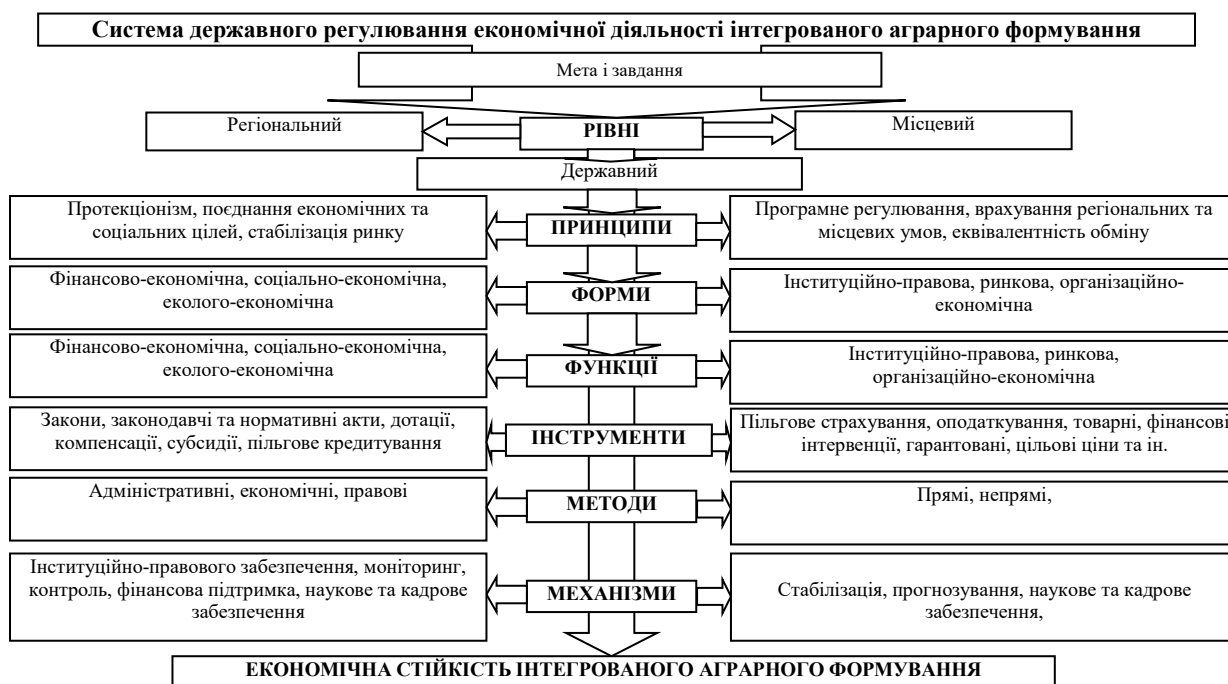 Система державного регулювання економічної діяльності інтегрованого аграрного формування
Мета і завдання
Регіональний
РІВНІ
Місцевий
Державний
Протекціонізм, поєднання економічних та
соціальних цілей, стабілізація ринку
ПРИНЦИПИ
Програмне регулювання, врахування регіональних та
місцевих умов, еквівалентність обміну
Фінансово-економічна, соціально-економічна,
еколого-економічна
ФОРМИ
Інституційно-правова, ринкова, організаційно-
економічна
Фінансово-економічна, соціально-економічна,
еколого-економічна
ФУНКЦІЇ
Інституційно-правова, ринкова,
організаційно-економічна
Закони, законодавчі та нормативні акти, дотації,
компенсації, субсидії, пільгове кредитування
ІНСТРУМЕНТИ
Пільгове страхування, оподаткування, товарні, фінансові
інтервенції, гарантовані, цільові ціни та ін.
Адміністративні, економічні, правові
МЕТОДИ
Прямі, непрямі,
Інституційно-правового забезпечення, моніторинг,
контроль, фінансова підтримка, наукове та кадрове
забезпечення
МЕХАНІЗМИ
Стабілізація, прогнозування, наукове та кадрове
забезпечення,
ЕКОНОМІЧНА СТІЙКІСТЬ ІНТЕГРОВАНОГО АГРАРНОГО ФОРМУВАННЯ